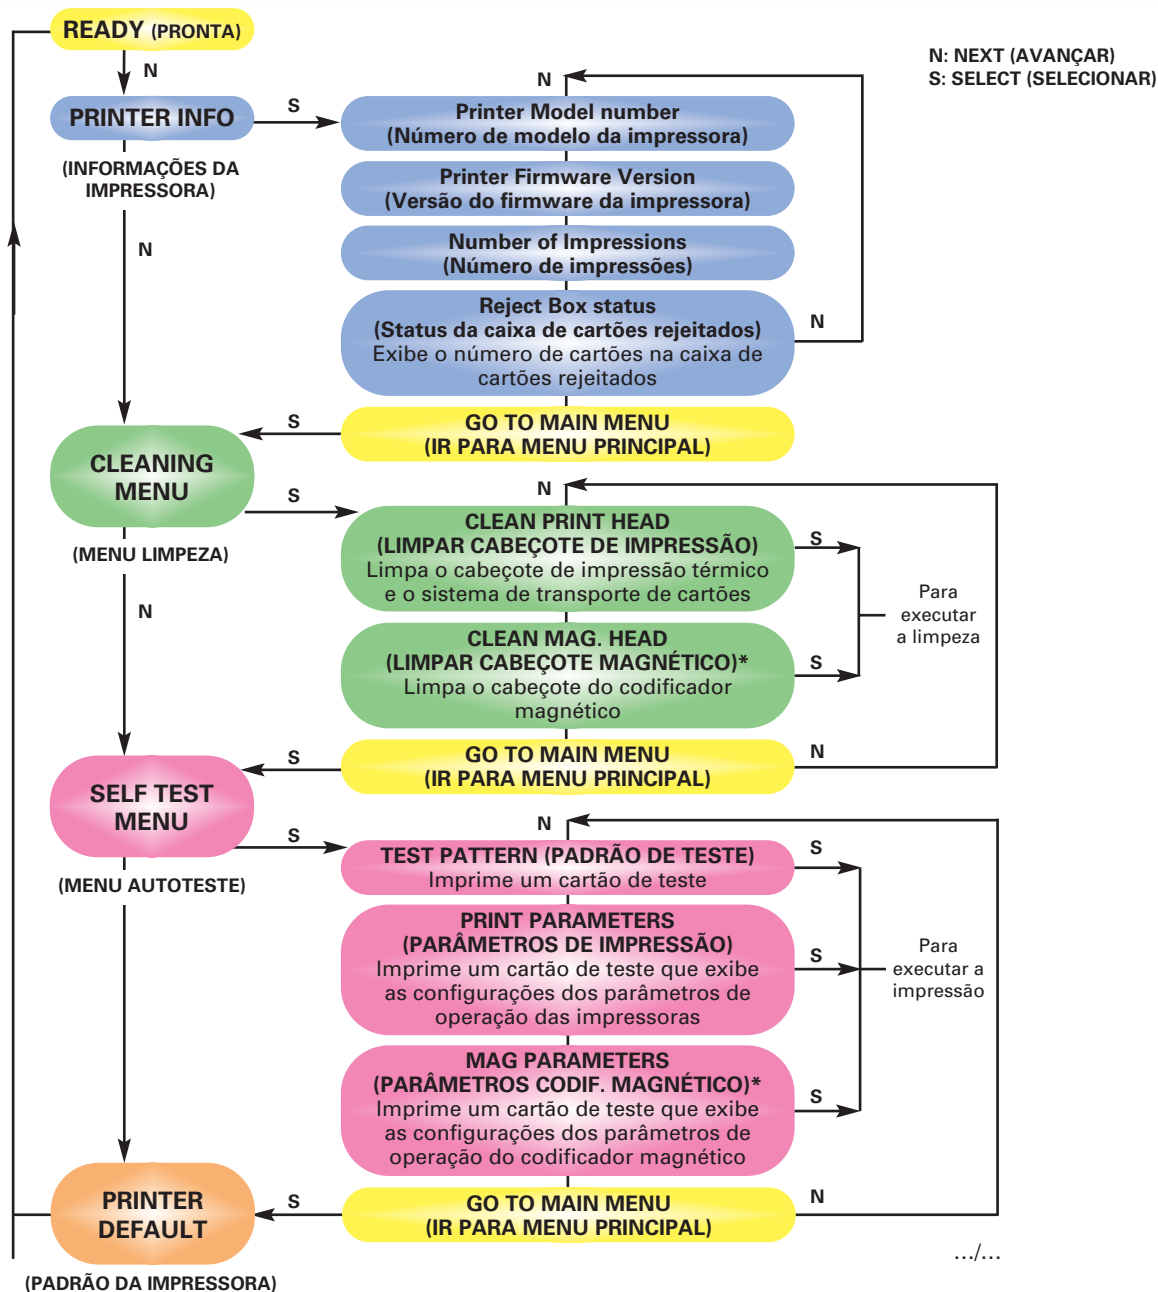 READY (PRONTA)
N: NEXT (AVANÇAR)
S: SELECT (SELECIONAR)
N
N
PRINTER INFO
S
Printer Model number
(Número de modelo da impressora)
(INFORMAÇÕES DA
IMPRESSORA)
Printer Firmware Version
(Versão do firmware da impressora)
N
Number of Impressions
(Número de impressões)
Reject Box status
(Status da caixa de cartões rejeitados)
Exibe o número de cartões na caixa de
cartões rejeitados
N
S
GO TO MAIN MENU
(IR PARA MENU PRINCIPAL)
CLEANING
MENU
S
N
(MENU LIMPEZA)
CLEAN PRINT HEAD
(LIMPAR CABEÇOTE DE IMPRESSÃO)
Limpa o cabeçote de impressão térmico
e o sistema de transporte de cartões
S
Para
executar
a limpeza
N
CLEAN MAG. HEAD
(LIMPAR CABEÇOTE MAGNÉTICO)*
Limpa o cabeçote do codificador
magnético
S
S
GO TO MAIN MENU
(IR PARA MENU PRINCIPAL)
N
SELF TEST
MENU
S
N
(MENU AUTOTESTE)
TEST PATTERN (PADRÃO DE TESTE)
Imprime um cartão de teste
S
PRINT PARAMETERS
(PARÂMETROS DE IMPRESSÃO)
Imprime um cartão de teste que exibe
as configurações dos parâmetros de
operação das impressoras
S
Para
executar a
impressão
MAG PARAMETERS
(PARÂMETROS CODIF. MAGNÉTICO)*
Imprime um cartão de teste que exibe
as configurações dos parâmetros de
operação do codificador magnético
S
PRINTER
DEFAULT
S
GO TO MAIN MENU
(IR PARA MENU PRINCIPAL)
N
…/…
(PADRÃO DA IMPRESSORA)